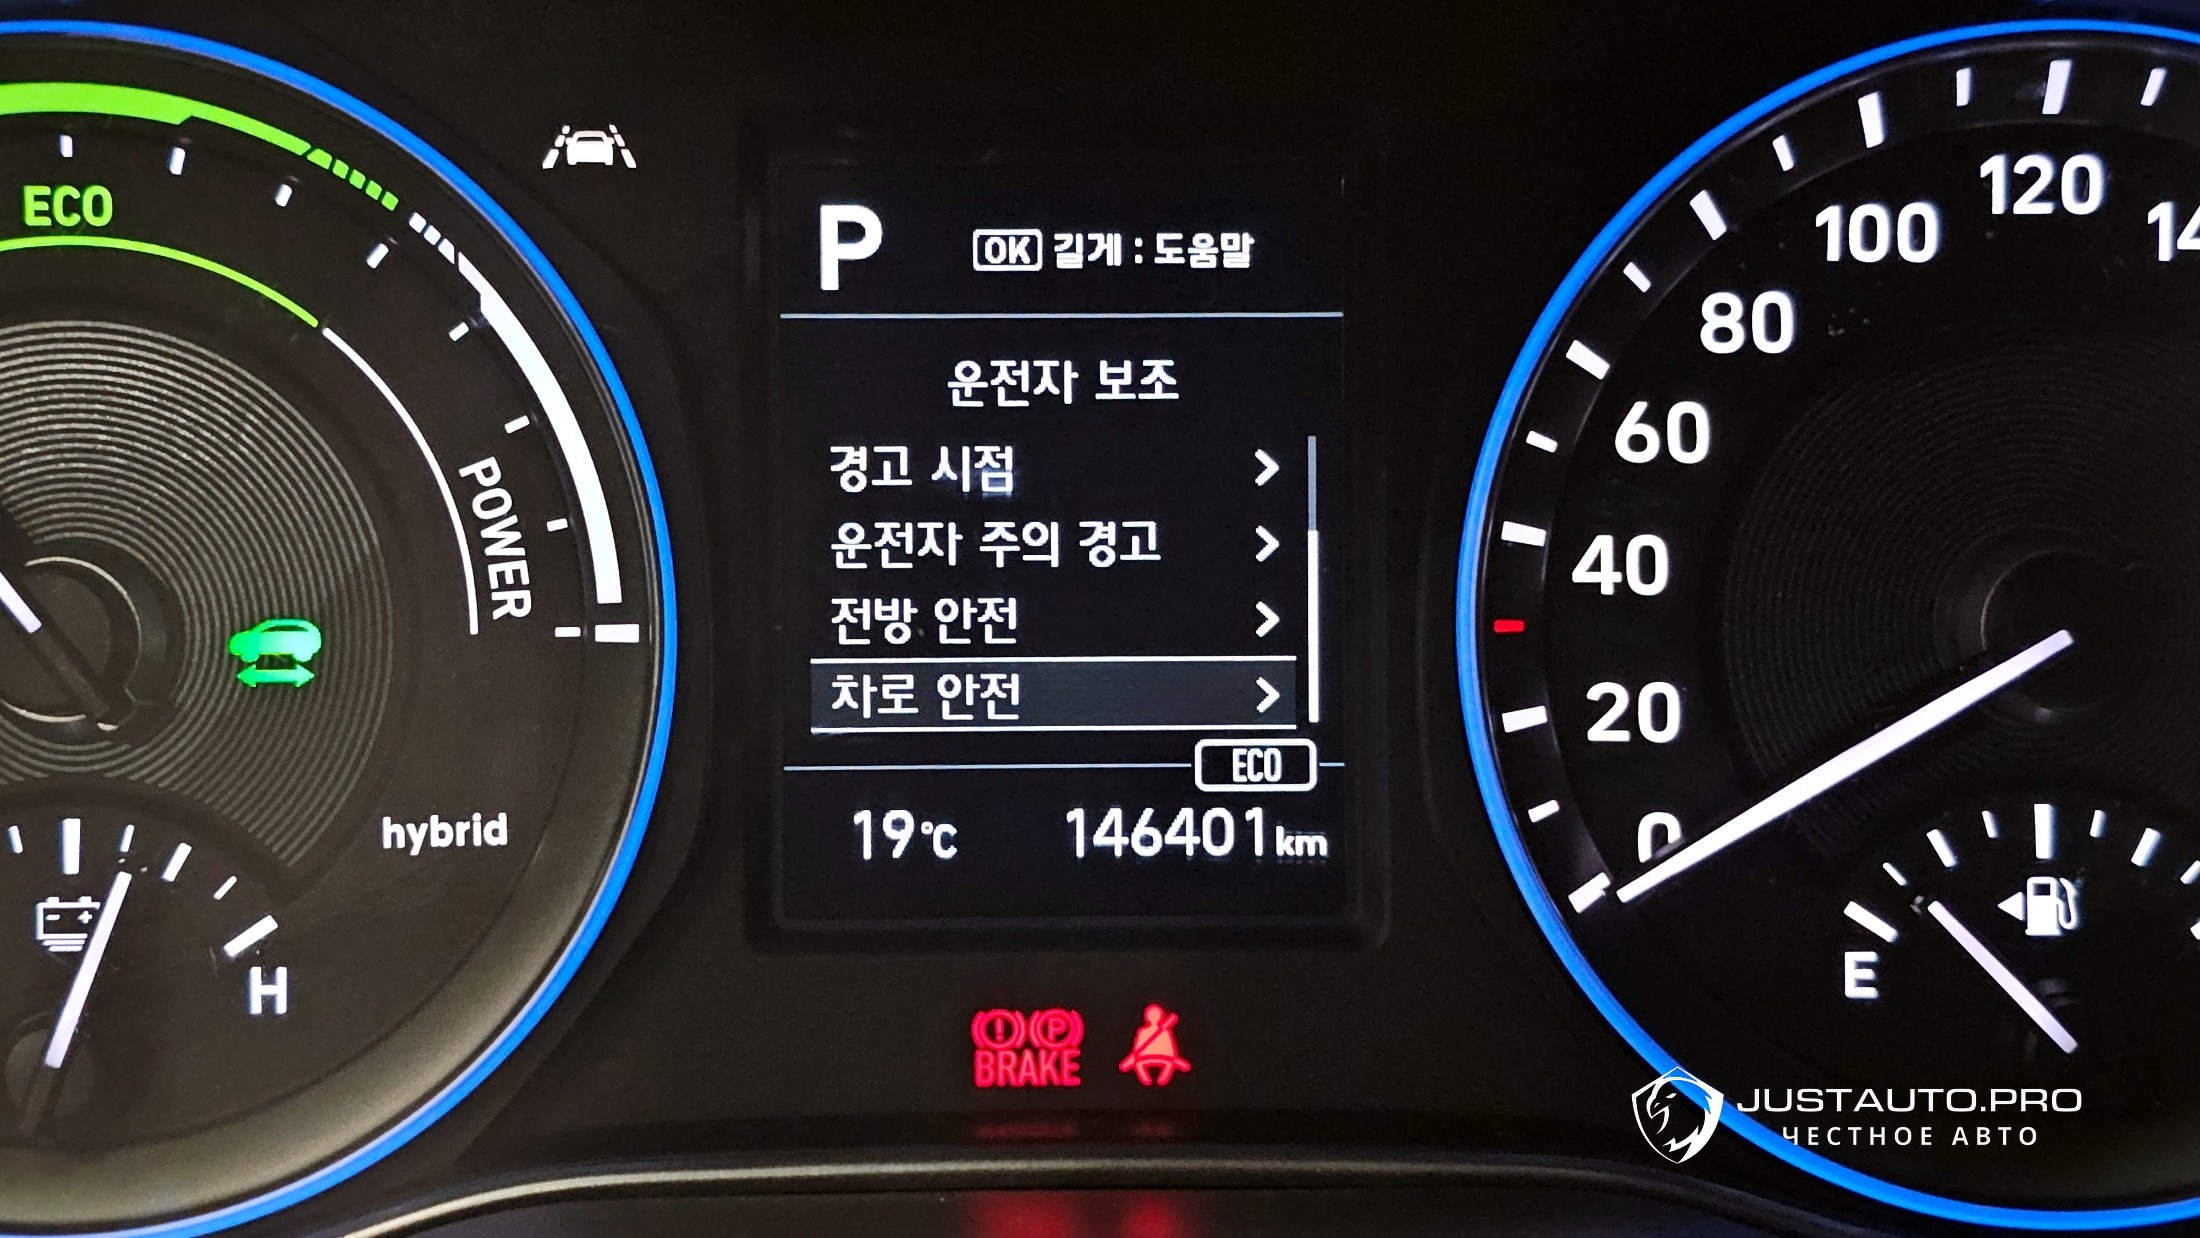 ECO
POWER
hybrid
H
P
OK 길게 : 도움말
운전자 보조
경고 시점
운전자 주의 경고
전방 안전
차로 안전
ECO
19℃ 146401km
BRAKE
P
120
100
80
60
40
20
0
E
JUSTAUTO.PRO
ЧЕСТНОЕ АВТО